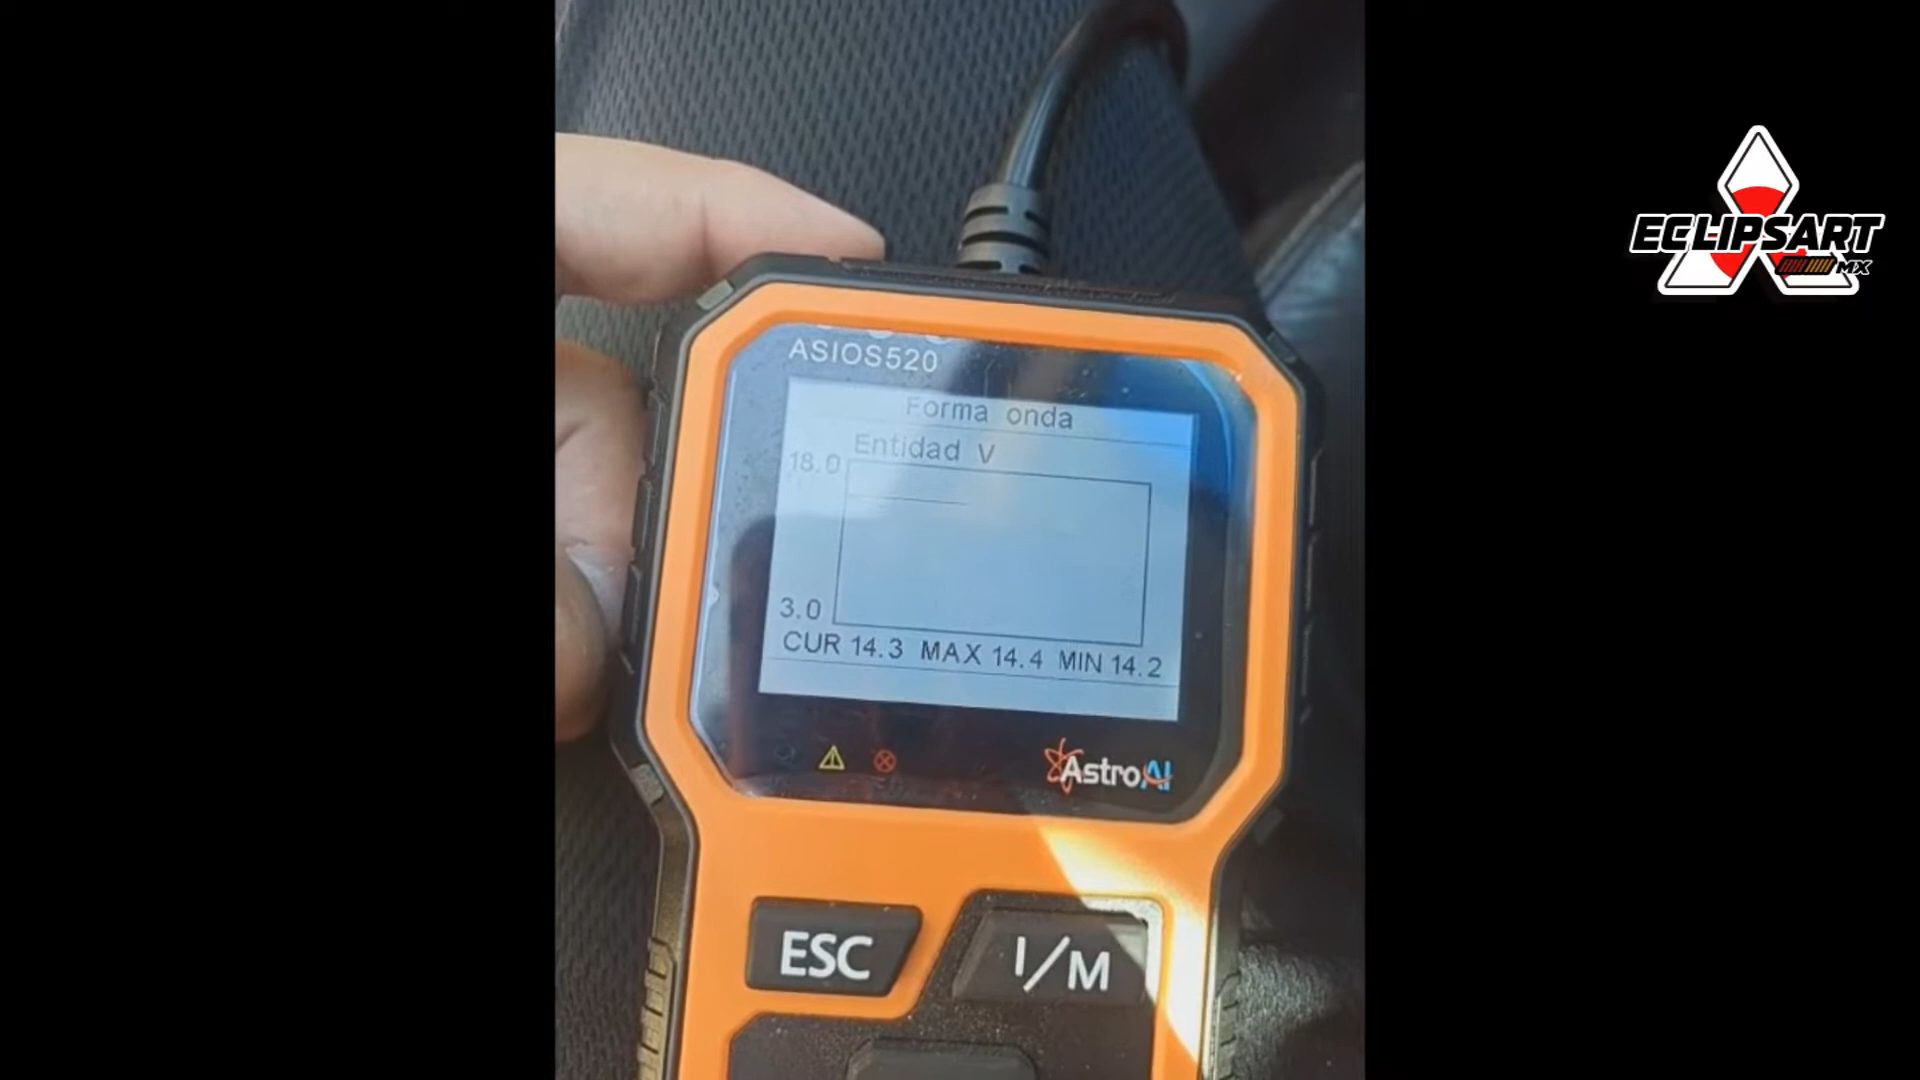 ECLIPSART
MX
ASIOS520
Forma onda
Entidad V
18.0
3.0
CUR 14.3 MAX 14.4 MIN 14.2
AstroAI
ESC
I/M